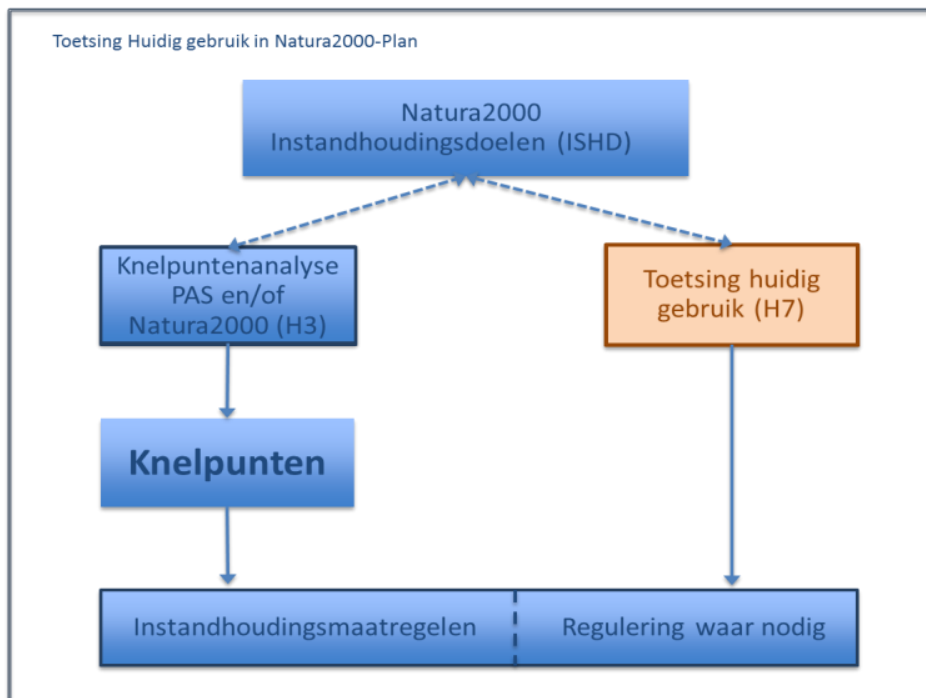 Toetsing Huidig gebruik in Natura2000-Plan
Natura2000
Instandhoudingsdoelen (ISHD)
Knelpuntenanalyse
PAS en/of
Natura2000 (H3)
Toetsing huidig
gebruik (H7)
Knelpunten
Instandhoudingsmaatregelen
Regulering waar nodig